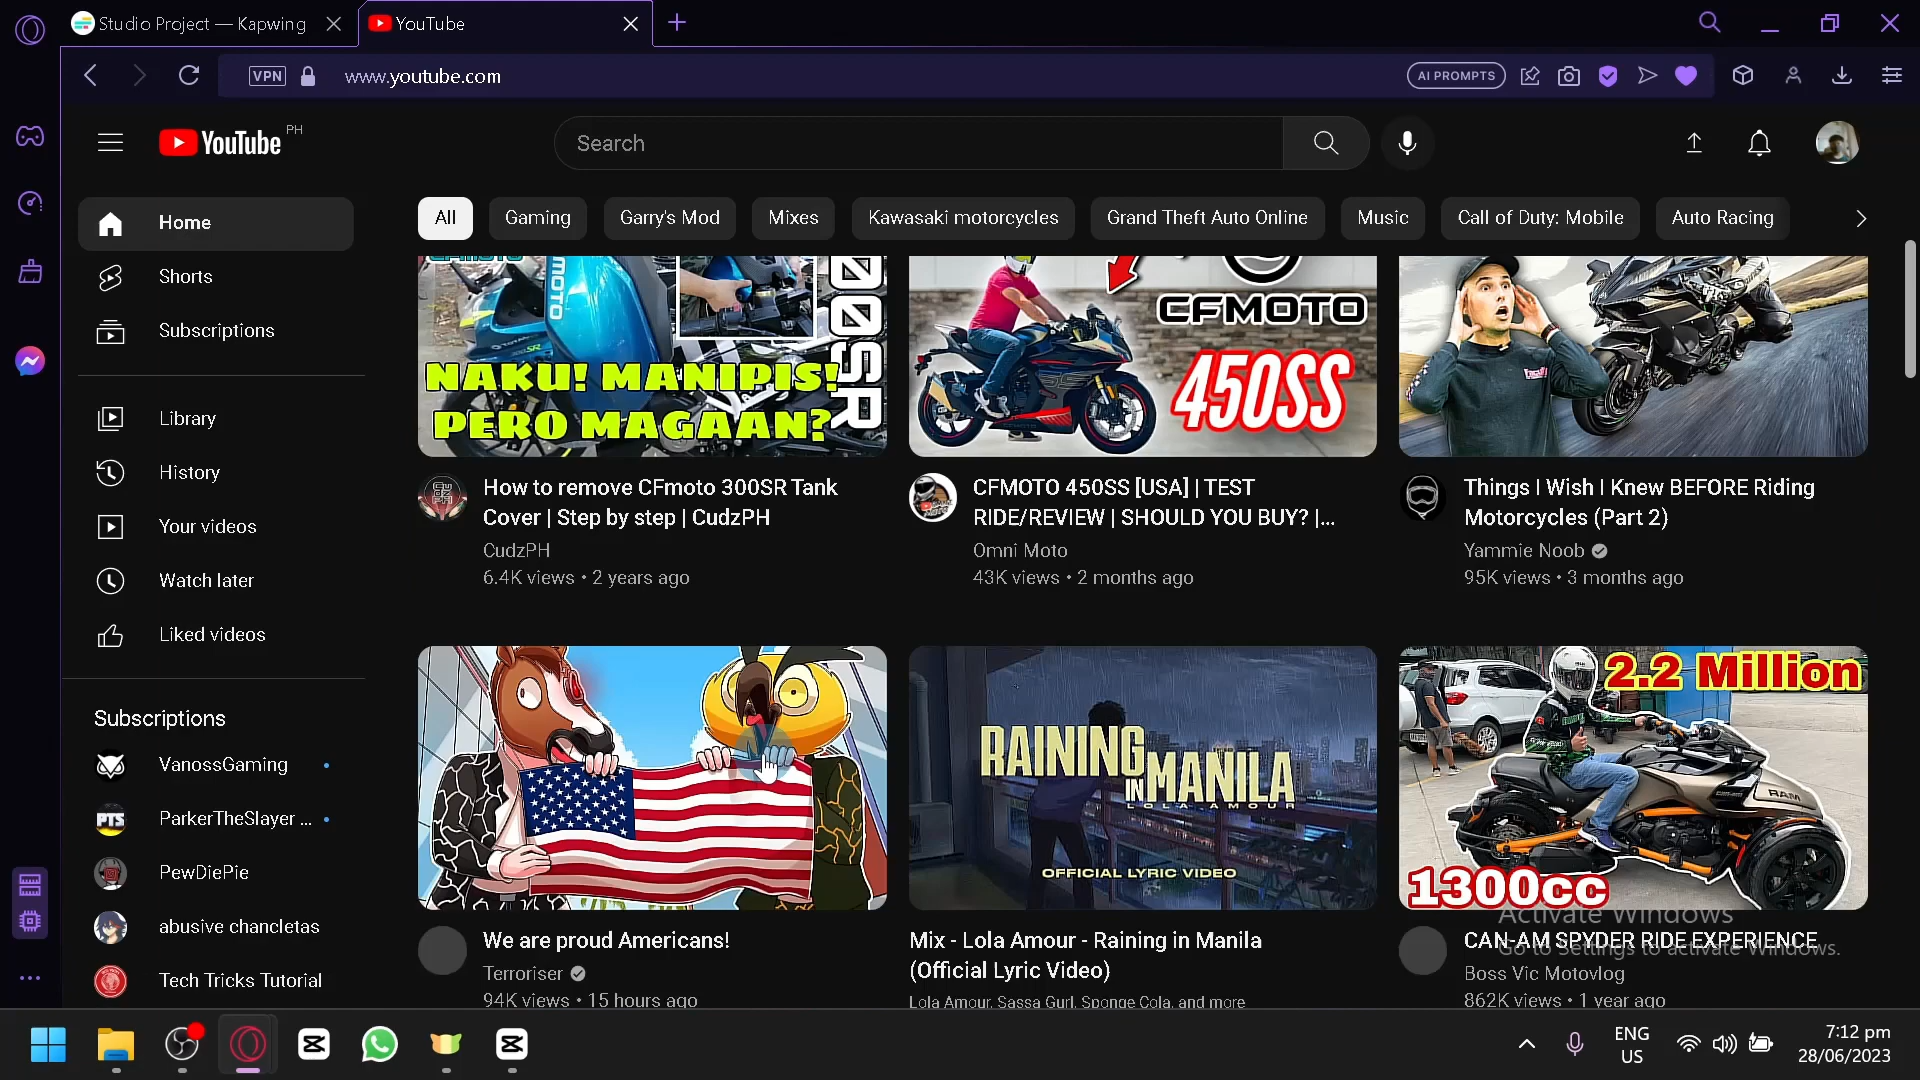 Studio Project — Kapwing
YouTube
VPN
www.youtube.com
AI PROMPTS
YouTube PH
Search
Home
Shorts
Subscriptions
Library
History
Your videos
Watch later
Liked videos
Subscriptions
VanossGaming
ParkerTheSlayer ...
PTS
PewDiePie
abusive chancletas
Tech Tricks Tutorial
All
Gaming
Garry's Mod
Mixes
Kawasaki motorcycles
Grand Theft Auto Online
Music
Call of Duty: Mobile
Auto Racing
MOTO
00SR
NAKU! MANIPIS!
PERO MAGAAN?
How to remove CFmoto 300SR Tank
Cover | Step by step | CudzPH
CudzPH
6.4K views • 2 years ago
CFMOTO
450SS
CFMOTO 450SS [USA] | TEST
RIDE/REVIEW | SHOULD YOU BUY? |...
Omni Moto
43K views • 2 months ago
Things I Wish I Knew BEFORE Riding
Motorcycles (Part 2)
Yammie Noob
95K views • 3 months ago
We are proud Americans!
Terroriser
94K views • 15 hours ago
RAINING
IN MANILA
LOLA AMOUR
OFFICIAL LYRIC VIDEO
Mix - Lola Amour - Raining in Manila
(Official Lyric Video)
Lola Amour, Sassa Gurl, Sponge Cola, and more
2.2 Million
1300cc
CAN-AM SPYDER RIDE EXPERIENCE
Boss Vic Motovlog
862K views • 1 year ago
Activate Windows
Go to Settings to activate Windows.
ENG
US
7:12 pm
28/06/2023